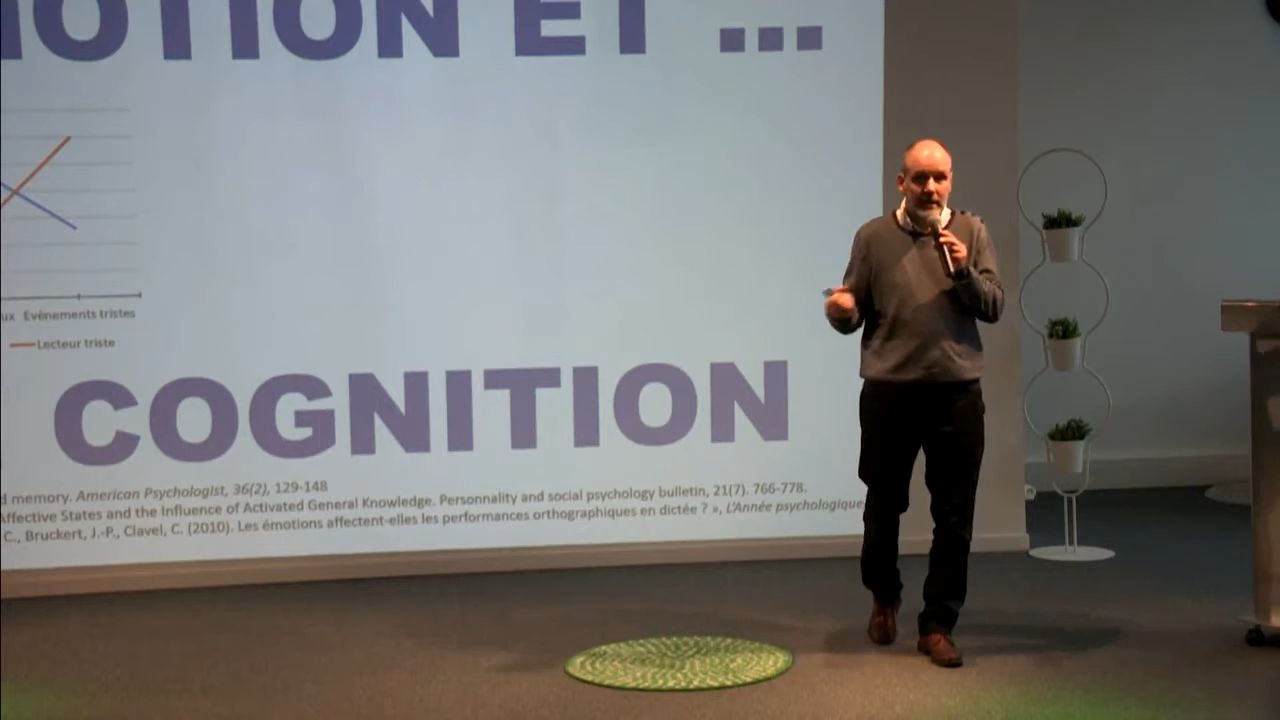 MOTION ET ...
ux Evènements tristes
Lecteur triste
COGNITION
d memory. American Psychologist, 36(2), 129-148
Affective States and the Influence of Activated General Knowledge. Personnality and social psychology bulletin, 21(7). 766-778.
C., Bruckert, J.-P., Clavel, C. (2010). Les émotions affectent-elles les performances orthographiques en dictée ? », L'Année psychologique,